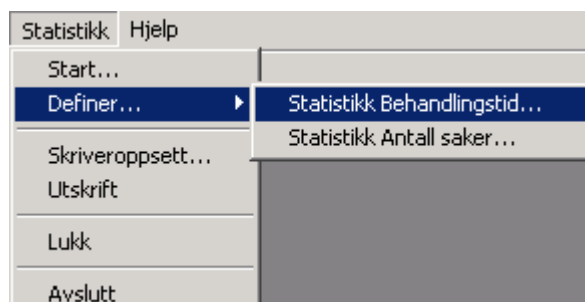 Statistikk Hjelp
Start...
Definer...
Statistikk Behandlingstid...
Statistikk Antall saker...
Skriveroppsett...
Utskrift
Lukk
Avslutt